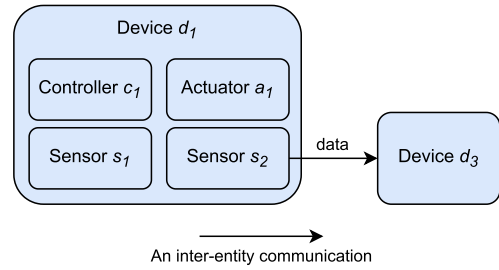 Device d1
Controller c1
Actuator a1
Sensor s1
Sensor s2
data
Device d3
An inter-entity communication